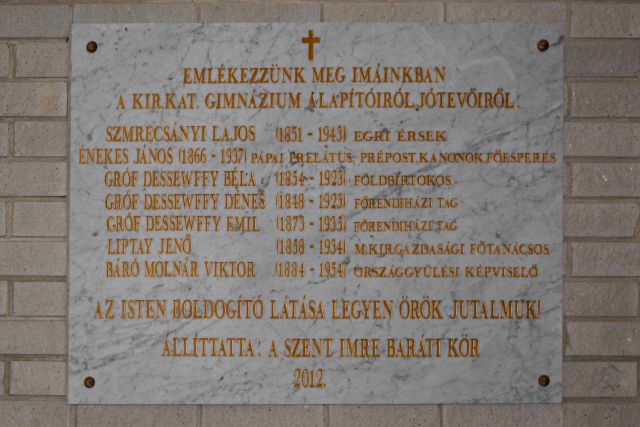 EMLÉKEZZÜNK MEG IMÁINKBAN
A KIR.KAT. GIMNÁZIUM ALAPÍTÓIRÓL, JÓTEVŐIRŐL:
SZMRECSÁNYI LAJOS (1851 - 1943) EGRI ÉRSEK
ÉNEKES JÁNOS (1866 - 1937) PÁPAI PRELÁTUS, PRÉPOST, KANONOK, FŐESPERES
GRÓF DESSEWFFY BÉLA (1854 - 1923) FÖLDBIRTOKOS
GRÓF DESSEWFFY DÉNES (1848 - 1925) FŐRENDIHÁZI TAG
GRÓF DESSEWFFY EMIL (1873 - 1935) FŐRENDIHÁZI TAG
LIPTAY JENŐ (1858 - 1934) M.KIR.GAZDASÁGI FŐTANÁCSOS
BÁRÓ MOLNÁR VIKTOR (1884 - 1954) ORSZÁGGYŰLÉSI KÉPVISELŐ
AZ ISTEN BOLDOGÍTÓ LÁTÁSA LEGYEN ÖRÖK JUTALMUK!
ÁLLÍTTATTA: A SZENT IMRE BARÁTI KÖR
2012.